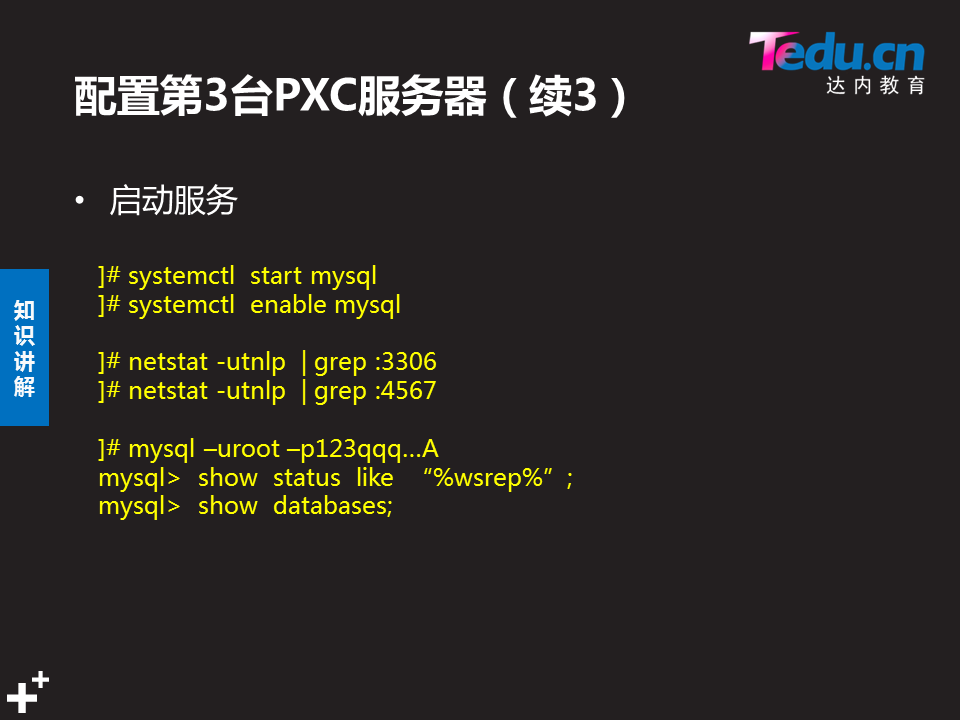 Tedu.cn
达内教育
配置第3台PXC服务器（续3）
• 启动服务
]# systemctl start mysql
]# systemctl enable mysql
]# netstat -utnlp | grep :3306
]# netstat -utnlp | grep :4567
]# mysql –uroot –p123qqq…A
mysql> show status like “%wsrep%” ;
mysql> show databases;
知识讲解